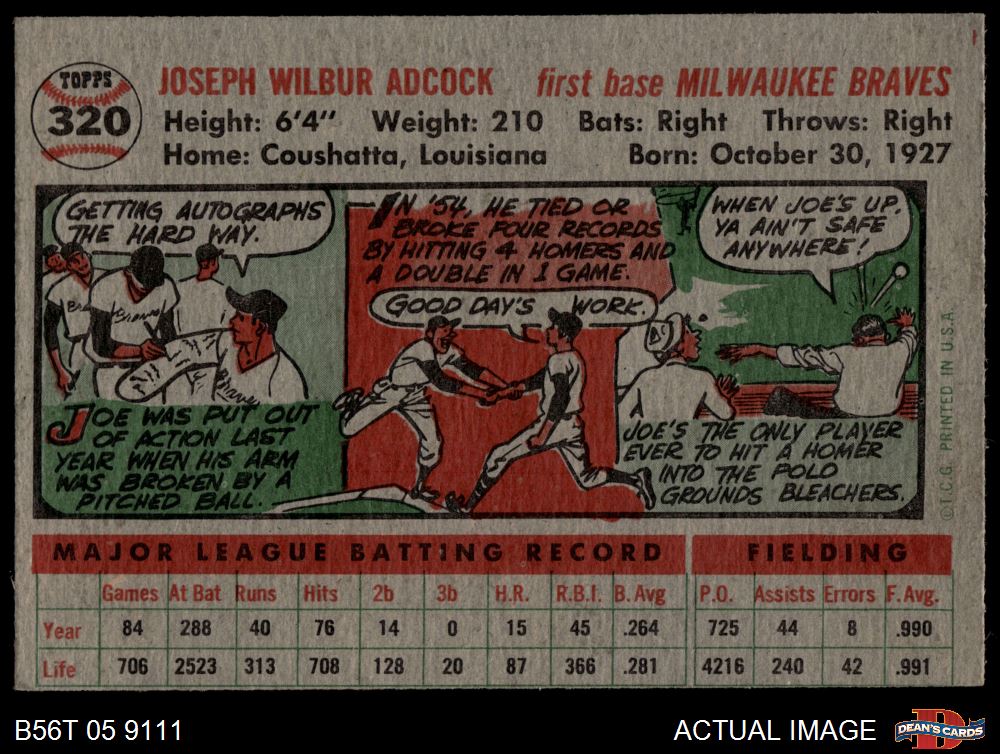 TOPPS
320
JOSEPH WILBUR ADCOCK first base MILWAUKEE BRAVES
Height: 6'4" Weight: 210 Bats: Right Throws: Right
Home: Coushatta, Louisiana Born: October 30, 1927
GETTING AUTOGRAPHS
THE HARD WAY.
Braves
JOE WAS PUT OUT
OF ACTION LAST
YEAR WHEN HIS ARM
WAS BROKEN BY A
PITCHED BALL.
IN '54, HE TIED OR
BROKE FOUR RECORDS
BY HITTING 4 HOMERS AND
A DOUBLE IN 1 GAME.
GOOD DAY'S WORK.
WHEN JOE'S UP.
YA AIN'T SAFE
ANYWHERE!
JOE'S THE ONLY PLAYER
EVER TO HIT A HOMER
INTO THE POLO
GROUNDS BLEACHERS.
© T.C.G. PRINTED IN U.S.A.
MAJOR LEAGUE BATTING RECORD FIELDING
Games At Bat Runs Hits 2b 3b H.R. R.B.I. B. Avg P.O. Assists Errors F. Avg.
Year 84 288 40 76 14 0 15 45 .264 725 44 8 .990
Life 706 2523 313 708 128 20 87 366 .281 4216 240 42 .991
B56T 05 9111 ACTUAL IMAGE DEAN'S CARDS